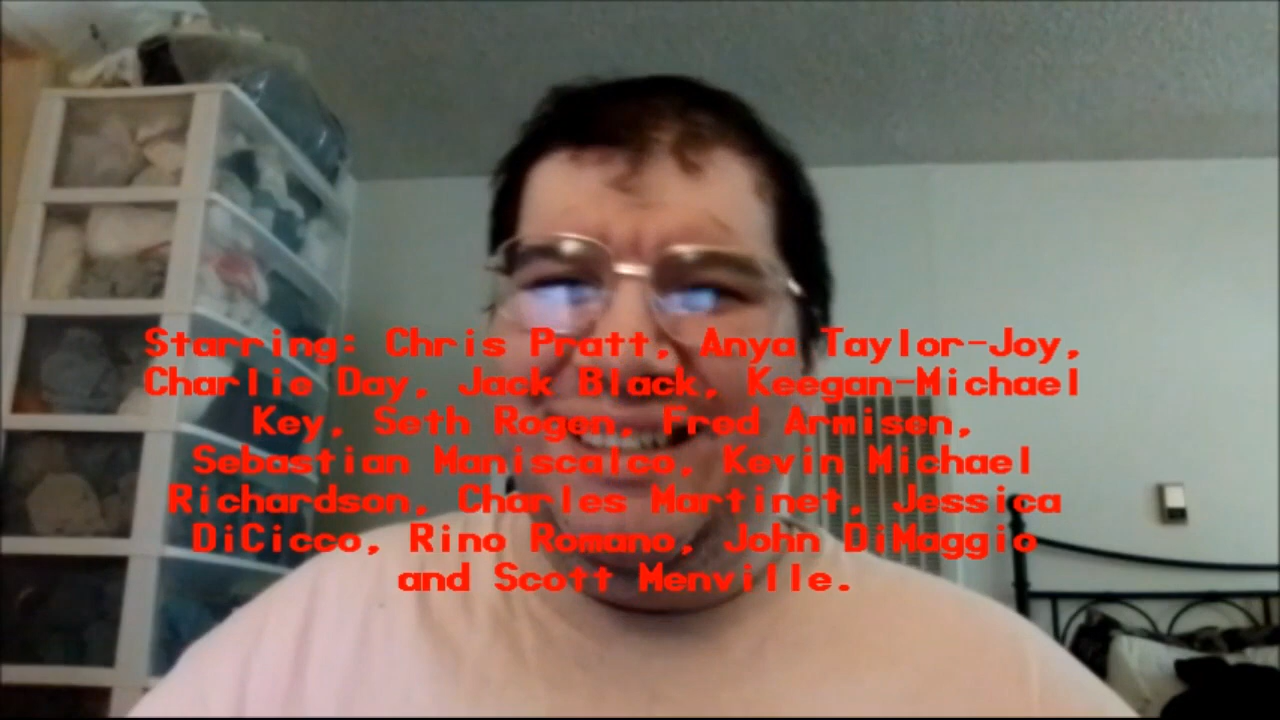 Starring: Chris Pratt, Anya Taylor-Joy,
Charlie Day, Jack Black, Keegan-Michael
Key, Seth Rogen, Fred Armisen,
Sebastian Maniscalco, Kevin Michael
Richardson, Charles Martinet, Jessica
DiCicco, Rino Romano, John DiMaggio
and Scott Menville.